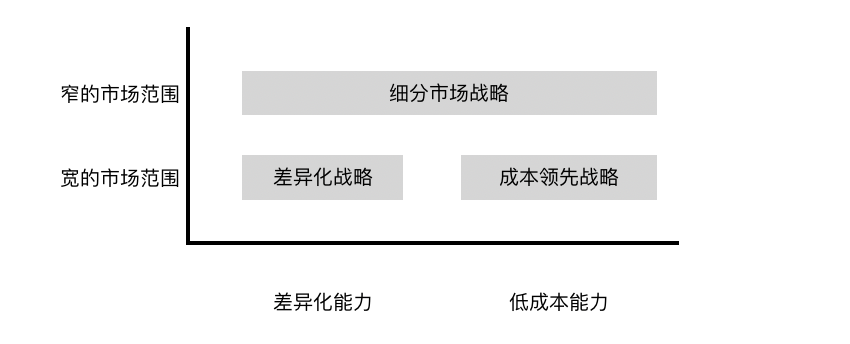 窄的市场范围
细分市场战略
宽的市场范围
差异化战略
成本领先战略
差异化能力
低成本能力